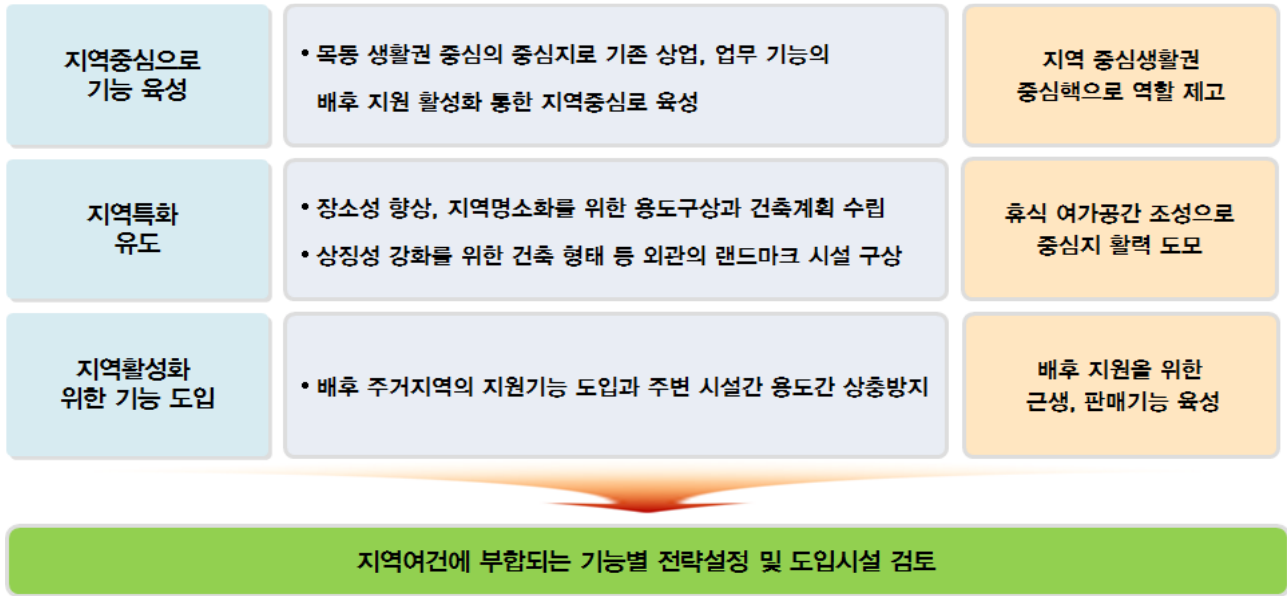 지역중심으로
기능 육성
• 목동 생활권 중심의 중심지로 기존 상업, 업무 기능의
배후 지원 활성화 통한 지역중심로 육성
지역 중심생활권
중심핵으로 역할 제고
지역특화
유도
• 장소성 향상, 지역명소화를 위한 용도구상과 건축계획 수립
• 상징성 강화를 위한 건축 형태 등 외관의 랜드마크 시설 구상
휴식 여가공간 조성으로
중심지 활력 도모
지역활성화
위한 기능 도입
• 배후 주거지역의 지원기능 도입과 주변 시설간 용도간 상충방지
배후 지원을 위한
근생, 판매기능 육성
지역여건에 부합되는 기능별 전략설정 및 도입시설 검토